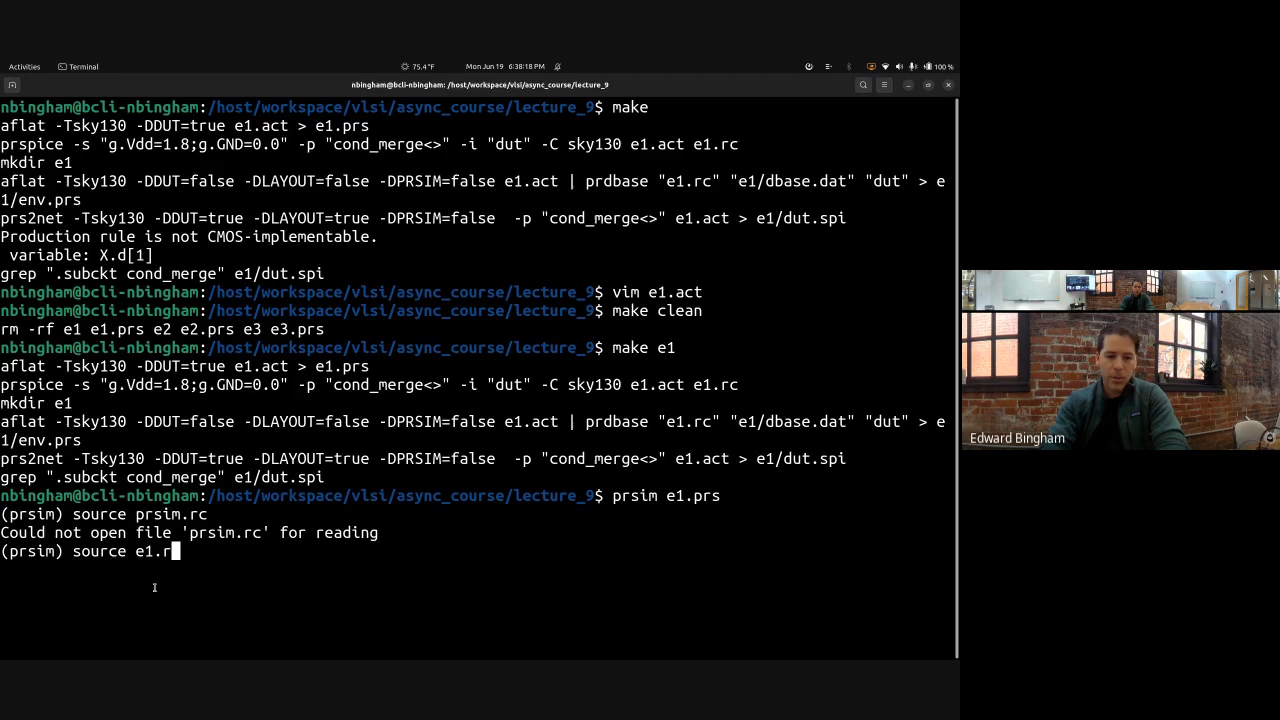 Activities
Terminal
75.4 °F
Mon Jun 19 6:38:18 PM
100 %
nbingham@bcli-nbingham: /host/workspace/vlsi/async_course/lecture_9
nbingham@bcli-nbingham:/host/workspace/vlsi/async_course/lecture_9$ make
aflat -Tsky130 -DDUT=true e1.act > e1.prs
prspice -s "g.Vdd=1.8;g.GND=0.0" -p "cond_merge<>" -i "dut" -C sky130 e1.act e1.rc
mkdir e1
aflat -Tsky130 -DDUT=false -DLAYOUT=false -DPRSIM=false e1.act | prdbase "e1.rc" "e1/dbase.dat" "dut" > e
1/env.prs
prs2net -Tsky130 -DDUT=true -DLAYOUT=true -DPRSIM=false  -p "cond_merge<>" e1.act > e1/dut.spi
Production rule is not CMOS-implementable.
 variable: X.d[1]
grep ".subckt cond_merge" e1/dut.spi
nbingham@bcli-nbingham:/host/workspace/vlsi/async_course/lecture_9$ vim e1.act
nbingham@bcli-nbingham:/host/workspace/vlsi/async_course/lecture_9$ make clean
rm -rf e1 e1.prs e2 e2.prs e3 e3.prs
nbingham@bcli-nbingham:/host/workspace/vlsi/async_course/lecture_9$ make e1
aflat -Tsky130 -DDUT=true e1.act > e1.prs
prspice -s "g.Vdd=1.8;g.GND=0.0" -p "cond_merge<>" -i "dut" -C sky130 e1.act e1.rc
mkdir e1
aflat -Tsky130 -DDUT=false -DLAYOUT=false -DPRSIM=false e1.act | prdbase "e1.rc" "e1/dbase.dat" "dut" > e
1/env.prs
prs2net -Tsky130 -DDUT=true -DLAYOUT=true -DPRSIM=false  -p "cond_merge<>" e1.act > e1/dut.spi
grep ".subckt cond_merge" e1/dut.spi
nbingham@bcli-nbingham:/host/workspace/vlsi/async_course/lecture_9$ prsim e1.prs
(prsim) source prsim.rc
Could not open file 'prsim.rc' for reading
(prsim) source e1.r
Edward Bingham